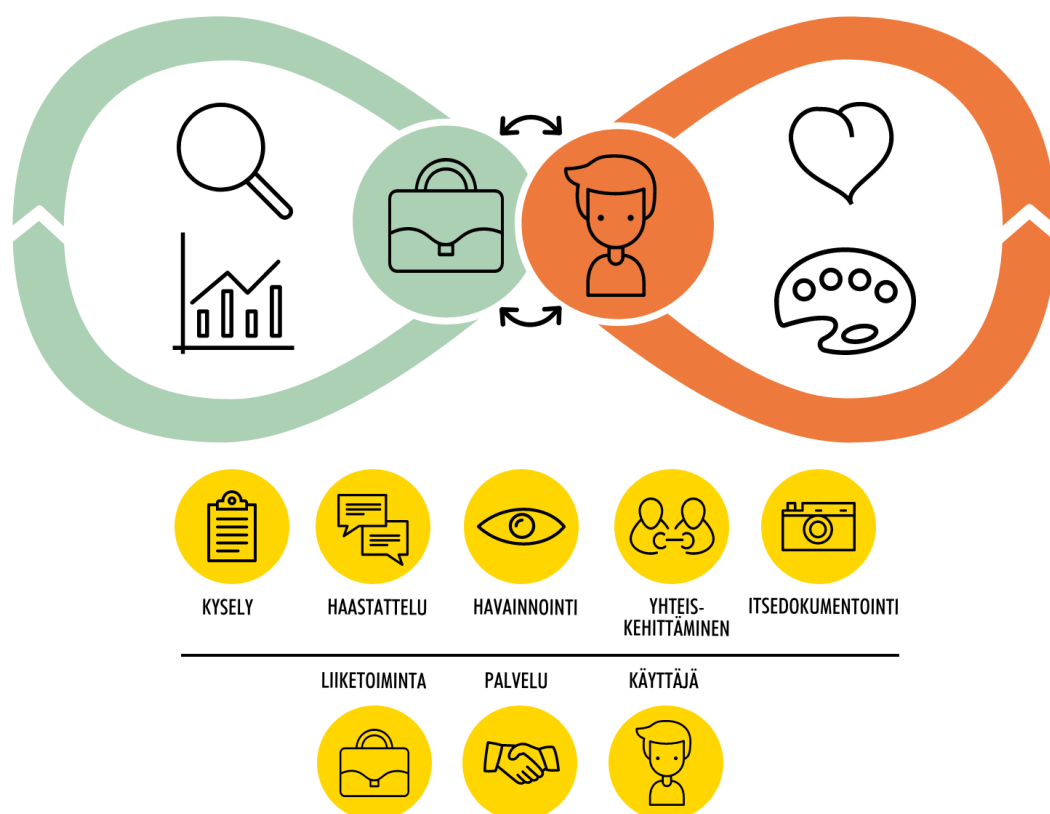 KYSELY
HAASTATTELU
HAVAINNOINTI
YHTEIS-
KEHITTÄMINEN
ITSEDOKUMENTOINTI
LIIKETOIMINTA
PALVELU
KÄYTTÄJÄ